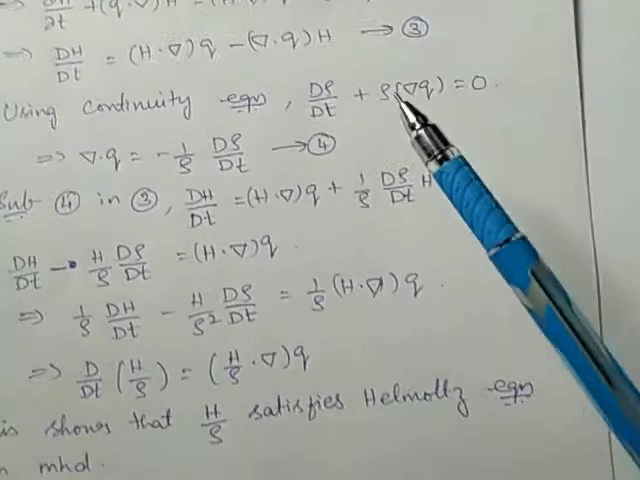 ⇒ DH/∂t + (q·∇)H = (H
⇒ DH/Dt = (H·∇)q − (∇·q)H → ③
Using Continuity eqn, Dρ/Dt + ρ(∇q) = 0.
⇒ ∇·q = −1/ρ Dρ/Dt → ④
Sub ④ in ③, DH/Dt = (H·∇)q + 1/ρ Dρ/Dt H
DH/Dt − H/ρ Dρ/Dt = (H·∇)q.
⇒ 1/ρ DH/Dt − H/ρ² Dρ/Dt = 1/ρ (H·∇)q.
⇒ D/Dt (H/ρ) = (H/ρ · ∇)q
is shows that H/ρ satisfies Helmoltz eqn
n mhd.